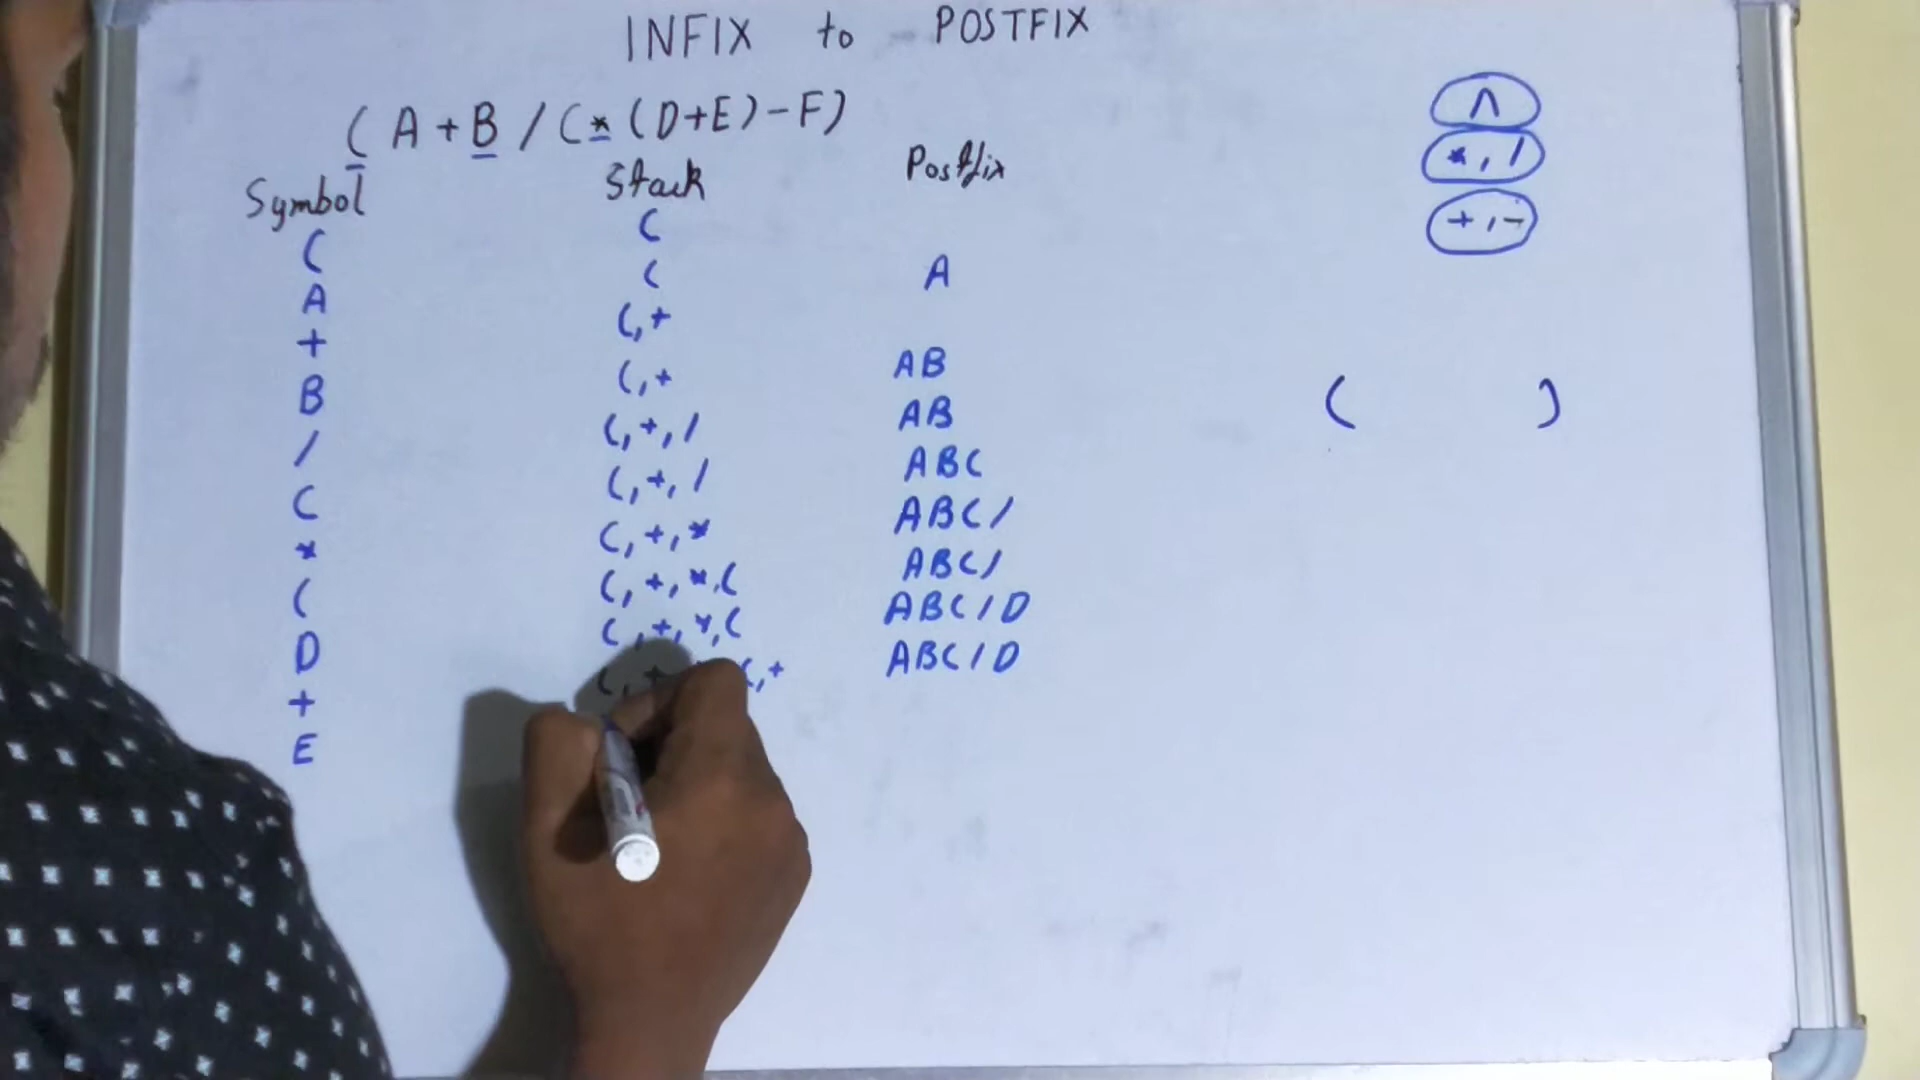 INFIX to POSTFIX
( A + B / C * ( D + E ) - F )
Symbol Stack Postfix
( (
A ( A
+ (, +
B (, + AB
/ (, +, / AB
C (, +, / ABC
* (, +, * ABC/
( (, +, *, ( ABC/
D (, +, *, ( ABC/D
+ (, + (, + ABC/D
E
^
*, /
+, -
( )